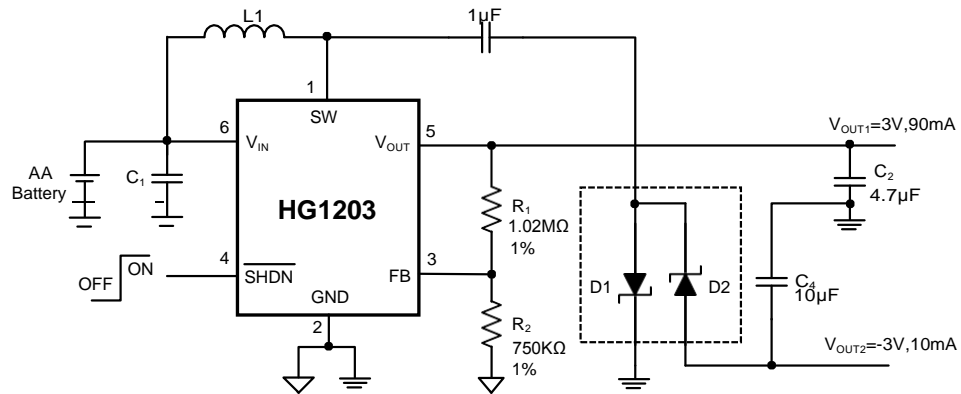 L1
1µF
1
SW
6
VIN
VOUT
5
VOUT1=3V,90mA
AA
Battery
C1
HG1203
R1
1.02MΩ
1%
C2
4.7µF
OFF
ON
4
SHDN
FB
3
GND
2
R2
750KΩ
1%
D1
D2
C4
10µF
VOUT2=-3V,10mA